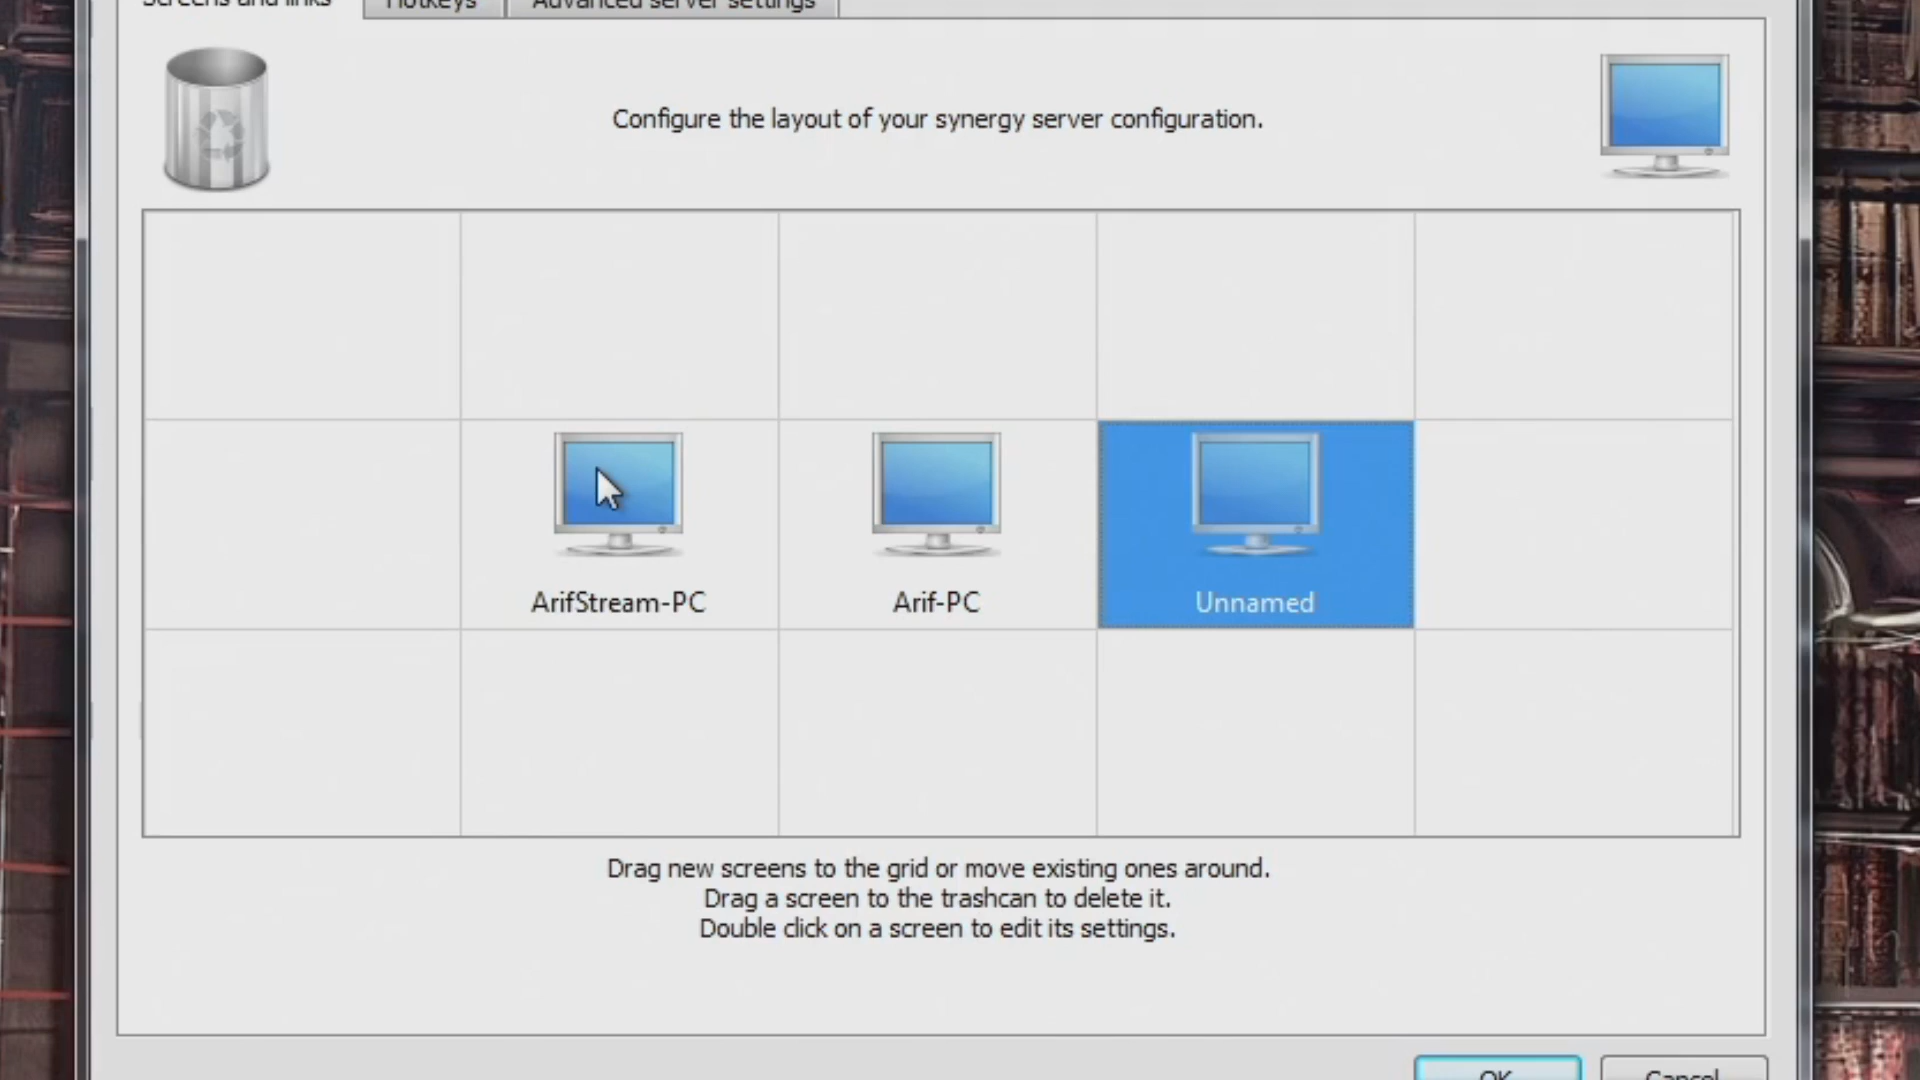 Screens and links Hotkeys Advanced server settings
Configure the layout of your synergy server configuration.
ArifStream-PC Arif-PC Unnamed
Drag new screens to the grid or move existing ones around.
Drag a screen to the trashcan to delete it.
Double click on a screen to edit its settings.
OK Cancel